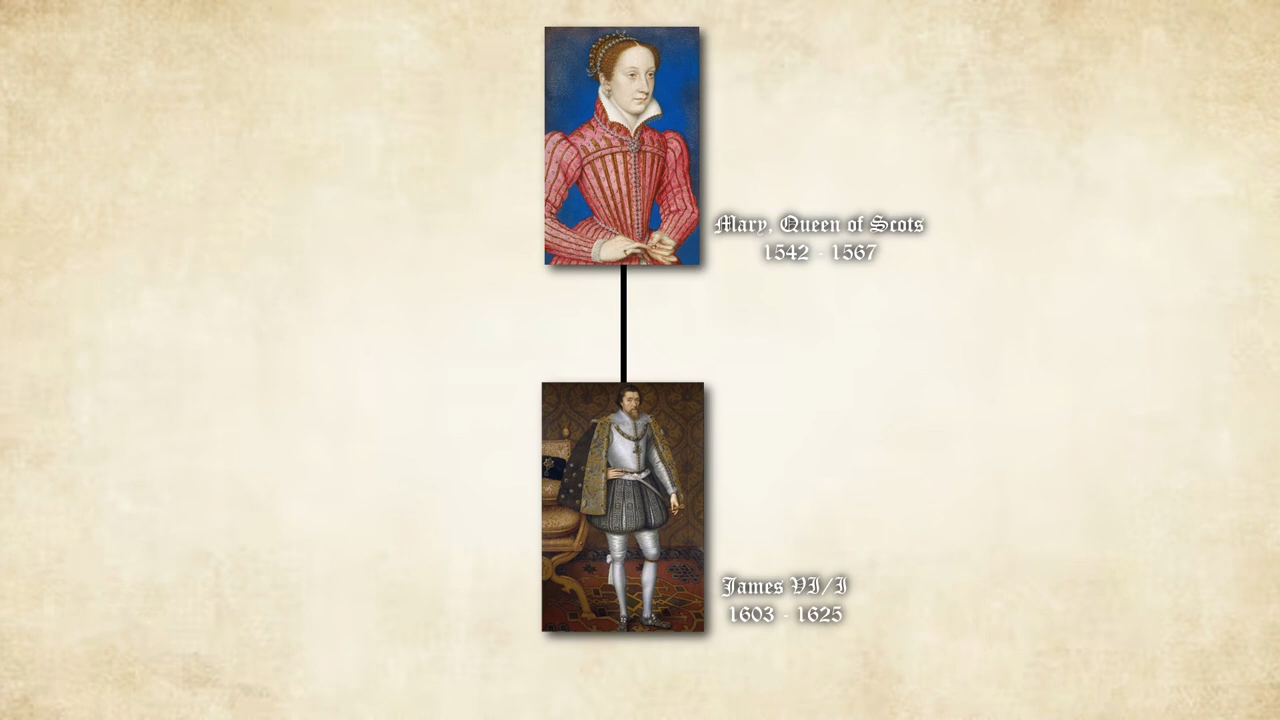 Mary, Queen of Scots
1542 - 1567
James VI/I
1603 - 1625